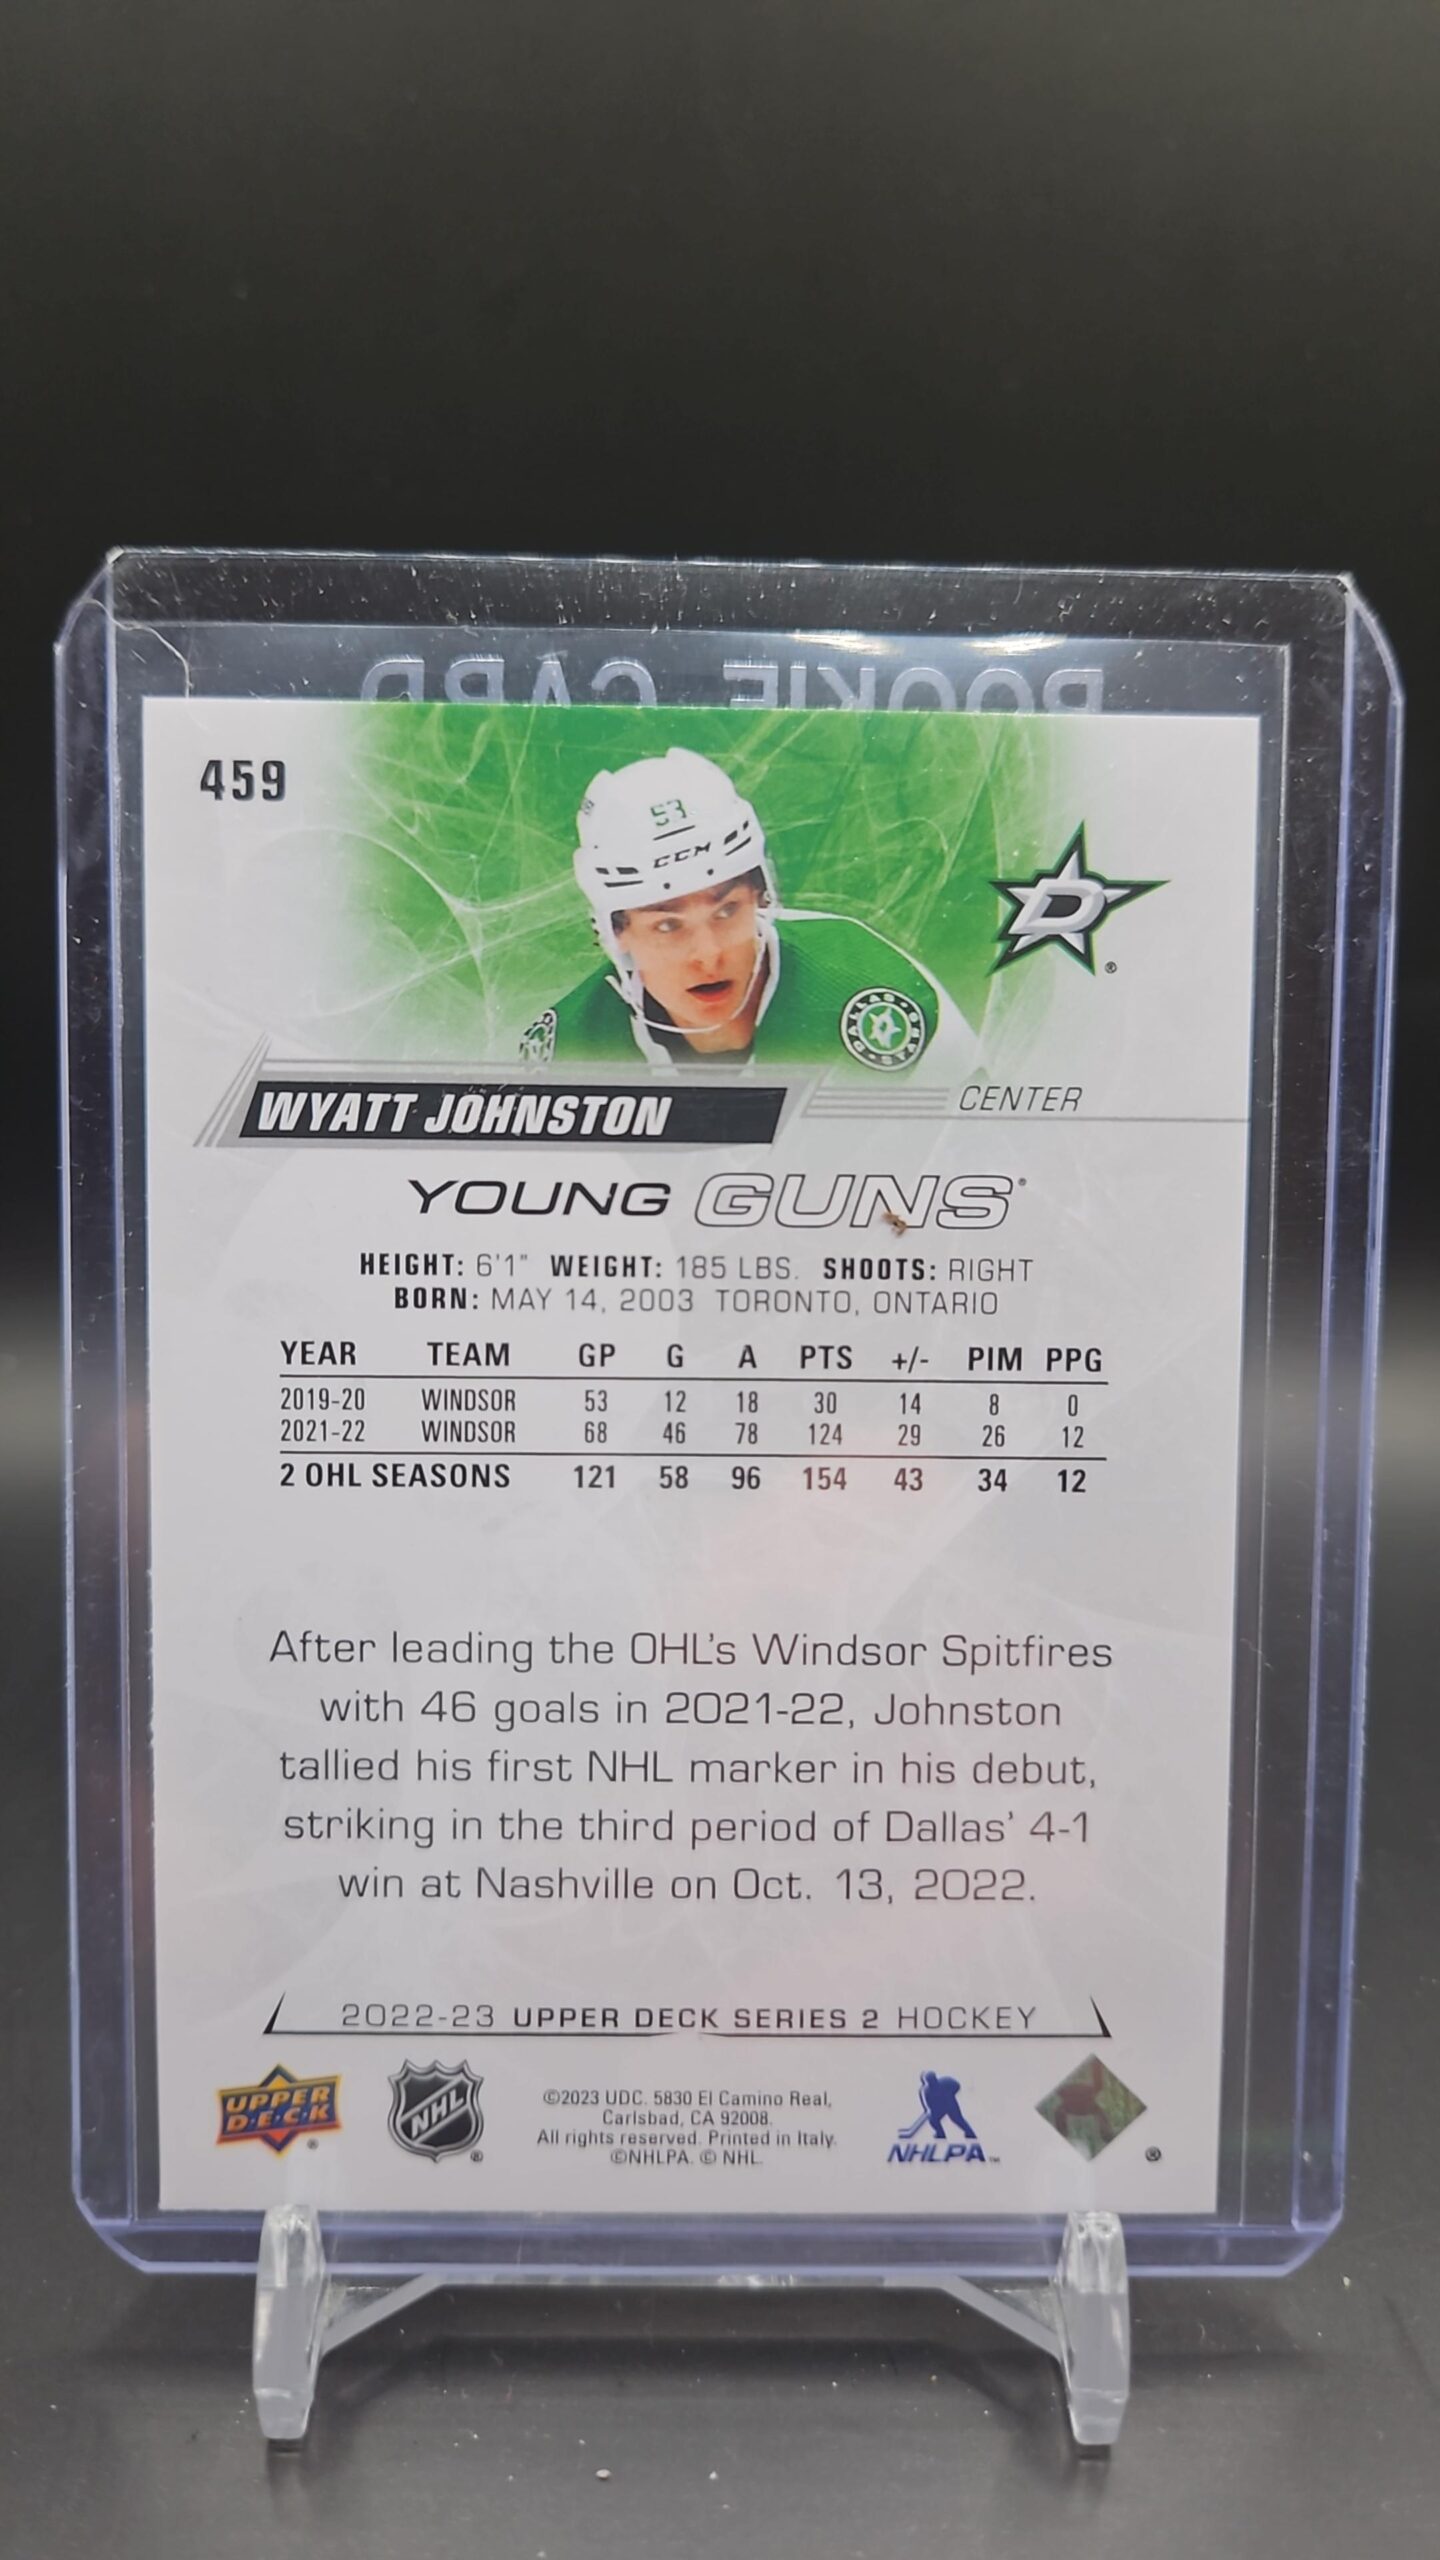 ROOKIE CARD
459
53
CCM
D
®
DALLAS STARS
WYATT JOHNSTON
CENTER
YOUNG GUNS®
HEIGHT: 6'1" WEIGHT: 185 LBS. SHOOTS: RIGHT
BORN: MAY 14, 2003 TORONTO, ONTARIO
YEAR TEAM GP G A PTS +/- PIM PPG
2019-20 WINDSOR 53 12 18 30 14 8 0
2021-22 WINDSOR 68 46 78 124 29 26 12
2 OHL SEASONS 121 58 96 154 43 34 12
After leading the OHL's Windsor Spitfires
with 46 goals in 2021-22, Johnston
tallied his first NHL marker in his debut,
striking in the third period of Dallas' 4-1
win at Nashville on Oct. 13, 2022.
2022-23 UPPER DECK SERIES 2 HOCKEY
UPPER
D•E•C•K
®
NHL
®
©2023 UDC. 5830 El Camino Real,
Carlsbad, CA 92008.
All rights reserved. Printed in Italy.
©NHLPA. © NHL.
NHLPA™
®